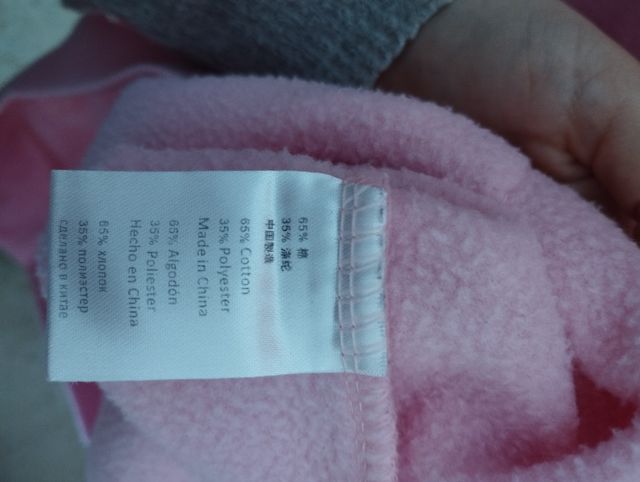 65% 棉
35% 涤纶
中国製造
65% Cotton
35% Polyester
Made in China
65% Algodón
35% Poliester
Hecho en China
65% хлопок
35% полиэстер
сделано в китае